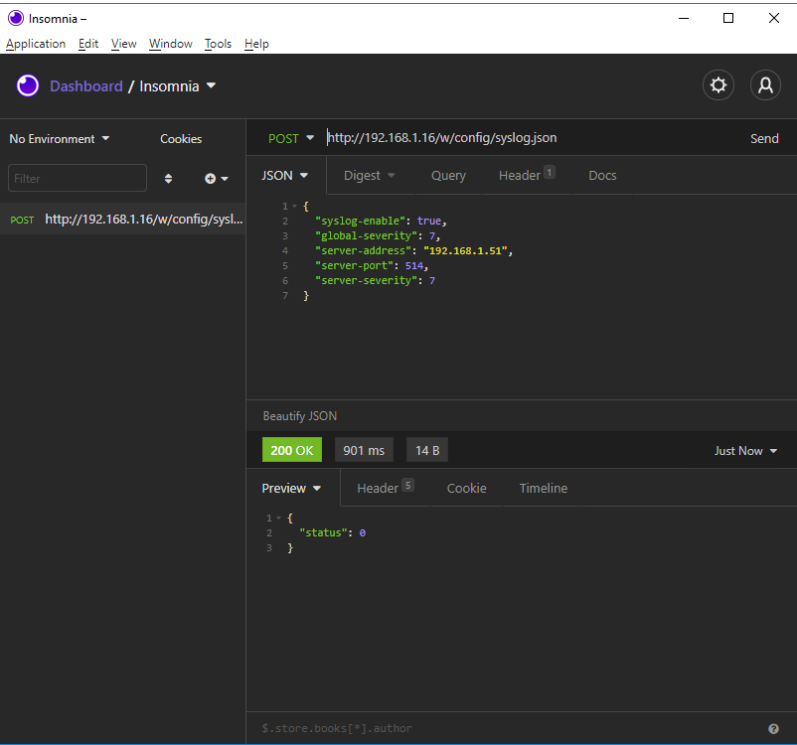 Insomnia –
Application Edit View Window Tools Help
Dashboard / Insomnia
No Environment Cookies
POST http://192.168.1.16/w/config/syslog.json Send
Filter
JSON Digest Query Header 1 Docs
POST http://192.168.1.16/w/config/sysl...
1 {
2 "syslog-enable": true,
3 "global-severity": 7,
4 "server-address": "192.168.1.51",
5 "server-port": 514,
6 "server-severity": 7
7 }
Beautify JSON
200 OK 901 ms 14 B Just Now
Preview Header 5 Cookie Timeline
1 {
2 "status": 0
3 }
$.store.books[*].author